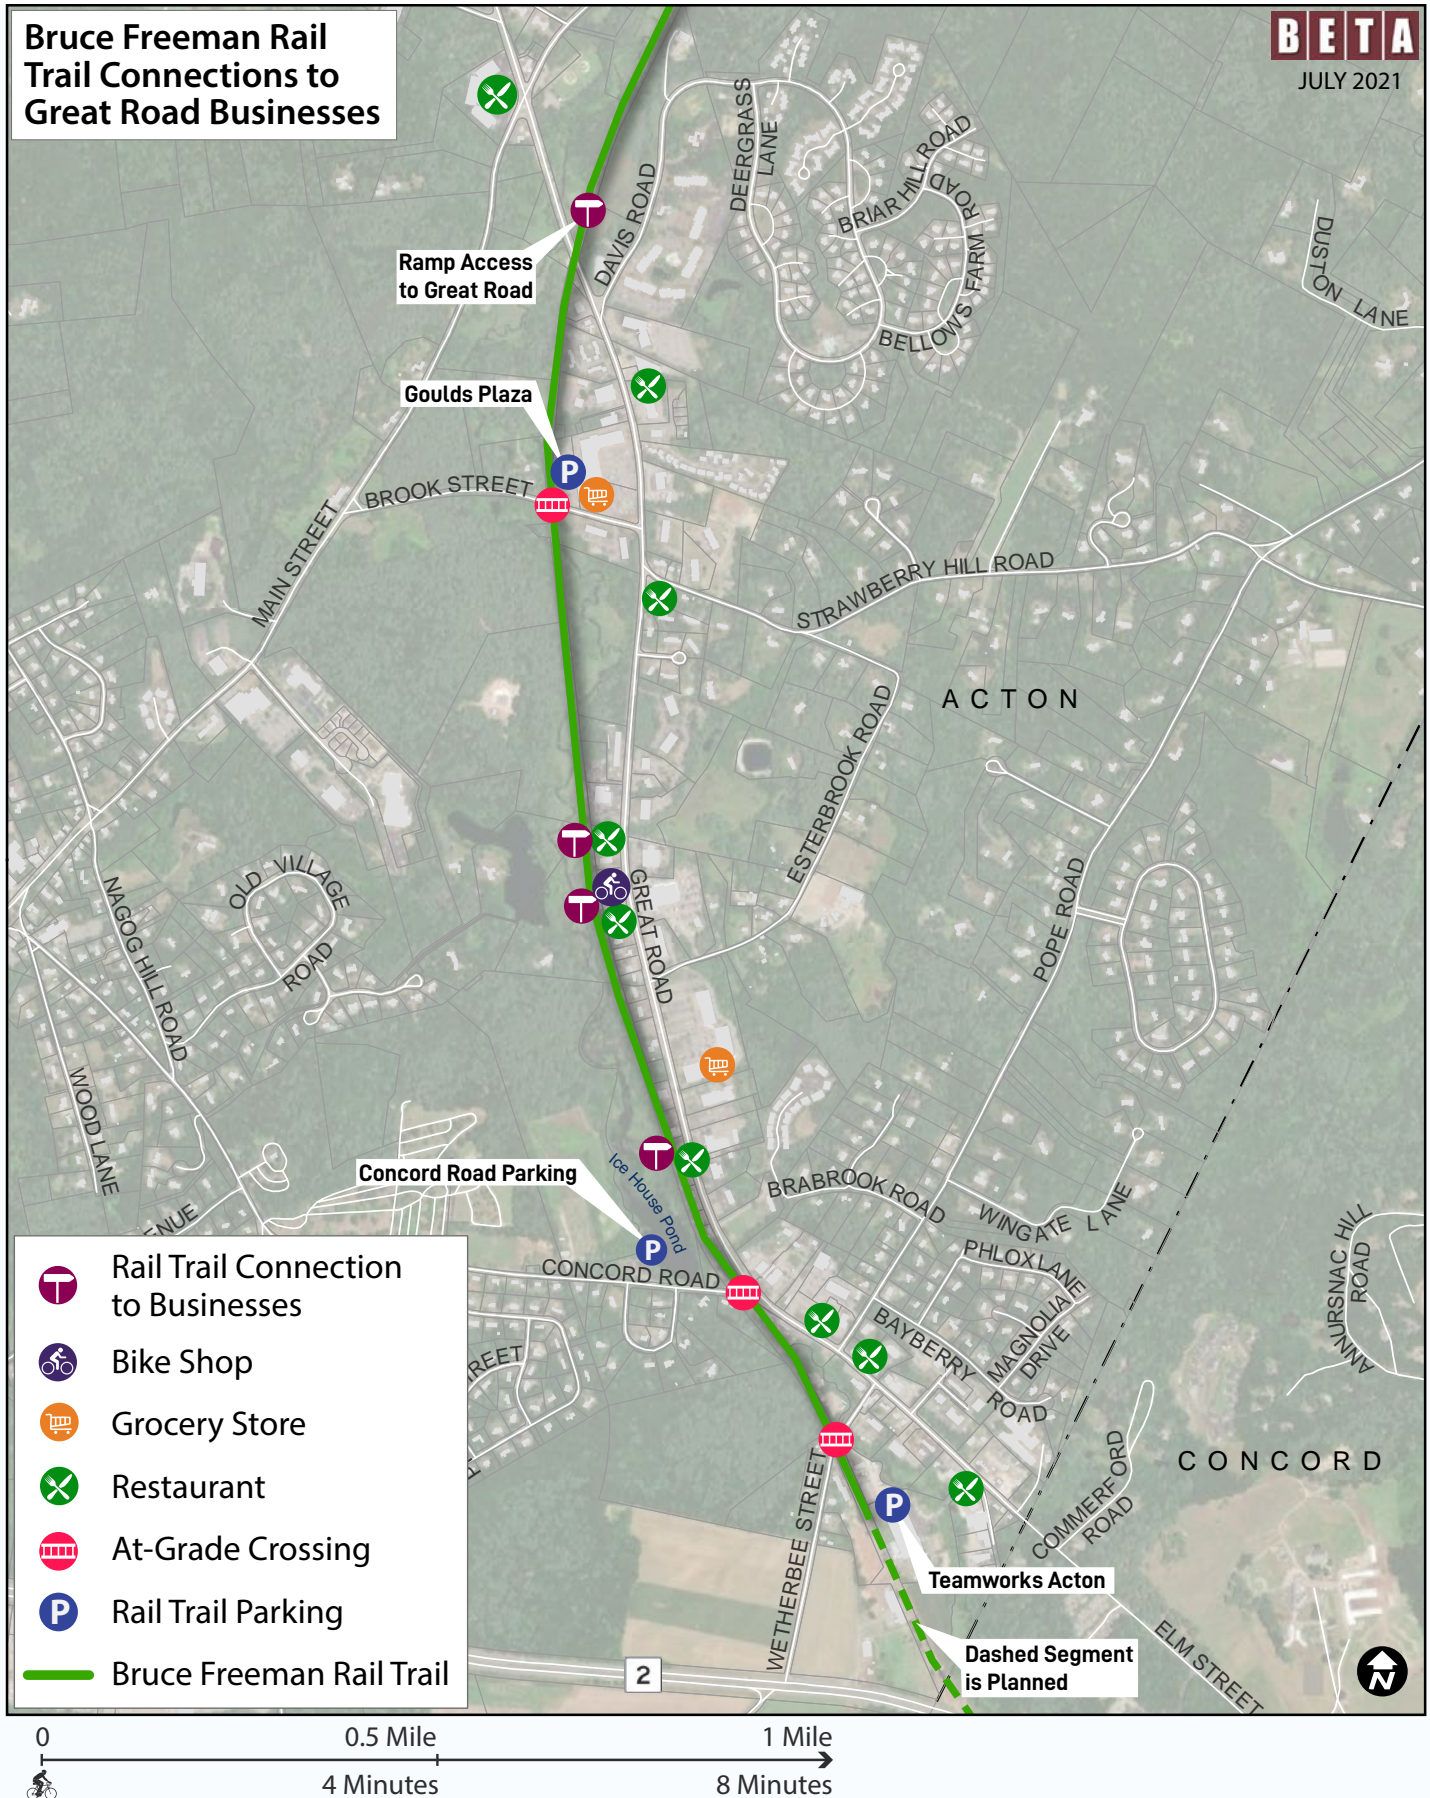 Bruce Freeman Rail
Trail Connections to
Great Road Businesses
BETA
JULY 2021
DEERGRASS
LANE
BRIAR HILL ROAD
DAVIS ROAD
BELLOWS FARM ROAD
DUSTON LANE
Ramp Access
to Great Road
Goulds Plaza
P
BROOK STREET
MAIN STREET
STRAWBERRY HILL ROAD
ACTON
ESTERBROOK ROAD
OLD VILLAGE
ROAD
NAGOG HILL ROAD
GREAT ROAD
POPE ROAD
WOOD LANE
Concord Road Parking
Ice House Pond
P
BRABROOK ROAD
WINGATE LANE
PHLOX LANE
ENUE
CONCORD ROAD
MAGNOLIA
DRIVE
BAYBERRY
ROAD
ANNURSNAC HILL
ROAD
REET
CONCORD
COMMERFORD
ROAD
WETHERBEE STREET
P
Teamworks Acton
Dashed Segment
is Planned
ELM STREET
2
N
Rail Trail Connection
to Businesses
Bike Shop
Grocery Store
Restaurant
At-Grade Crossing
P Rail Trail Parking
Bruce Freeman Rail Trail
0 0.5 Mile 1 Mile
4 Minutes 8 Minutes